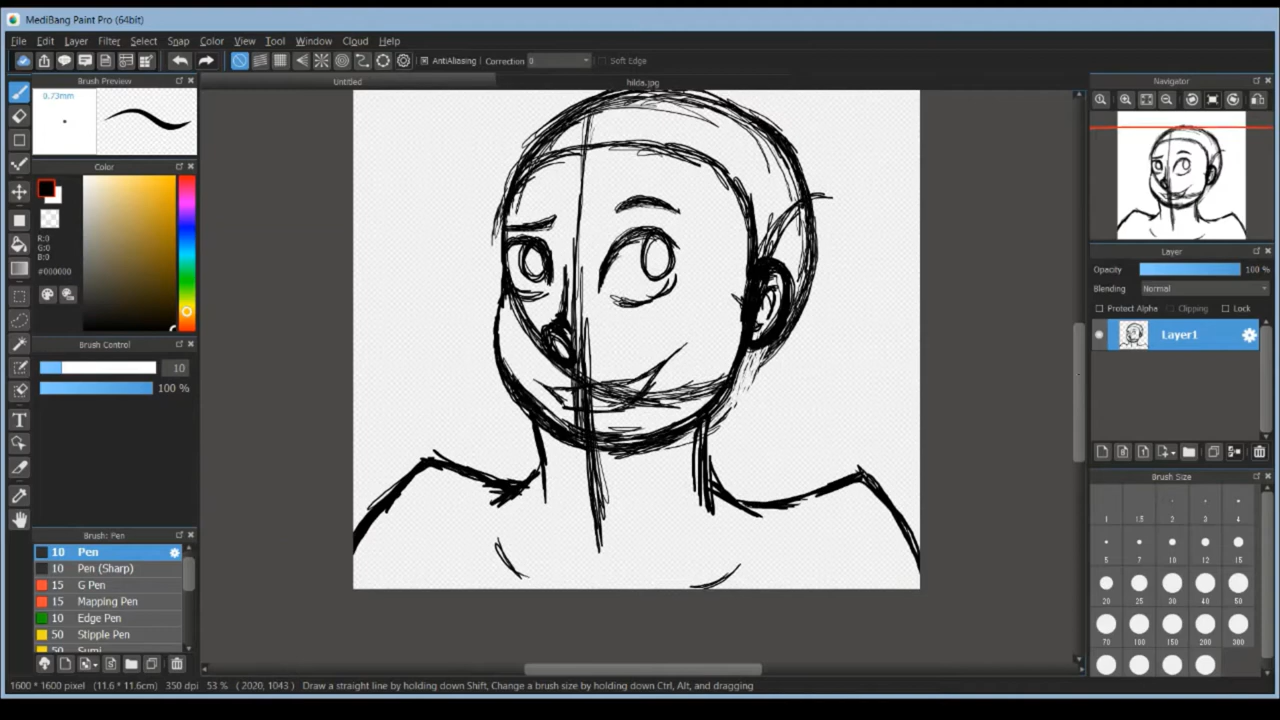 MediBang Paint Pro (64bit)
File Edit Layer Filter Select Snap Color View Tool Window Cloud Help
AntiAliasing Correction 0 Soft Edge
Brush Preview
Untitled
hilda.jpg
Navigator
0.73mm
Color
R:0
G:0
B:0
#000000
Layer
Opacity 100 %
Blending Normal
Protect Alpha Clipping Lock
Layer1
Brush Control
10
100 %
Brush Size
1 1.5 2 3 4
5 7 10 12 15
20 25 30 40 50
70 100 150 200 300
Brush: Pen
10 Pen
10 Pen (Sharp)
15 G Pen
15 Mapping Pen
10 Edge Pen
50 Stipple Pen
50 Sumi
1600 * 1600 pixel (11.6 * 11.6cm) 350 dpi 53 % ( 2020, 1043 ) Draw a straight line by holding down Shift, Change a brush size by holding down Ctrl, Alt, and dragging